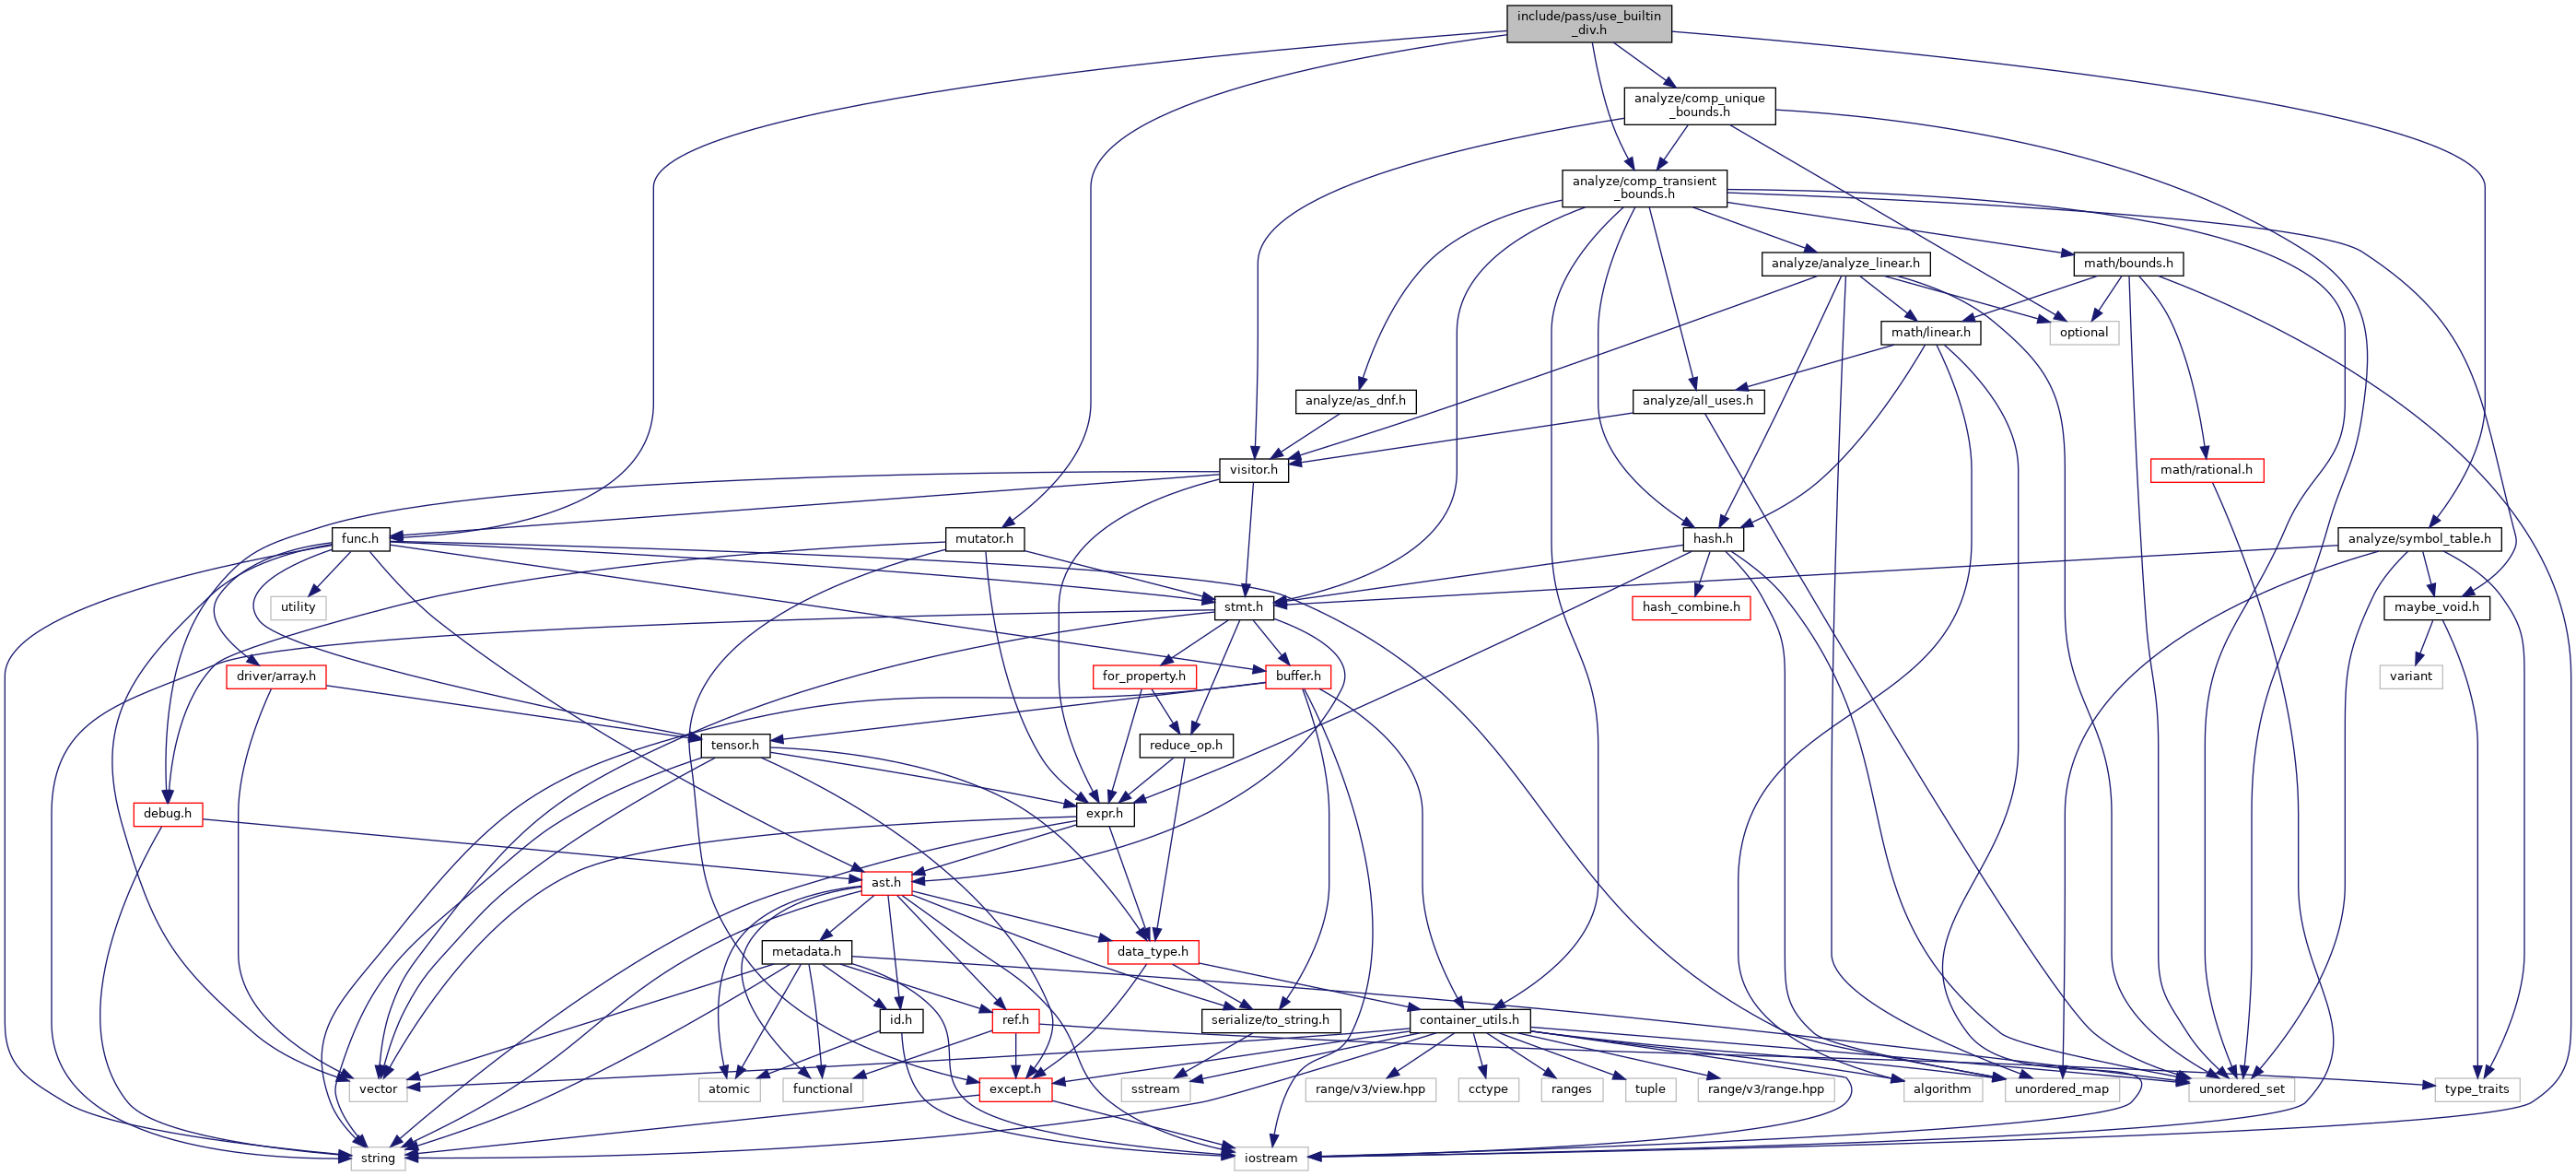 include/pass/use_builtin
_div.h
analyze/comp_unique
_bounds.h
analyze/comp_transient
_bounds.h
analyze/analyze_linear.h
math/bounds.h
math/linear.h
optional
analyze/as_dnf.h
analyze/all_uses.h
visitor.h
math/rational.h
func.h
mutator.h
hash.h
analyze/symbol_table.h
utility
stmt.h
hash_combine.h
maybe_void.h
driver/array.h
for_property.h
buffer.h
variant
tensor.h
reduce_op.h
debug.h
expr.h
ast.h
metadata.h
data_type.h
id.h
ref.h
serialize/to_string.h
container_utils.h
vector
atomic
functional
except.h
sstream
range/v3/view.hpp
cctype
ranges
tuple
range/v3/range.hpp
algorithm
unordered_map
unordered_set
type_traits
string
iostream